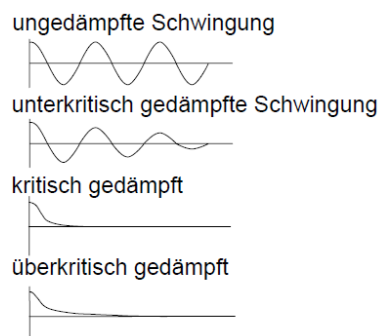 ungedämpfte Schwingung
unterkritisch gedämpfte Schwingung
kritisch gedämpft
überkritisch gedämpft